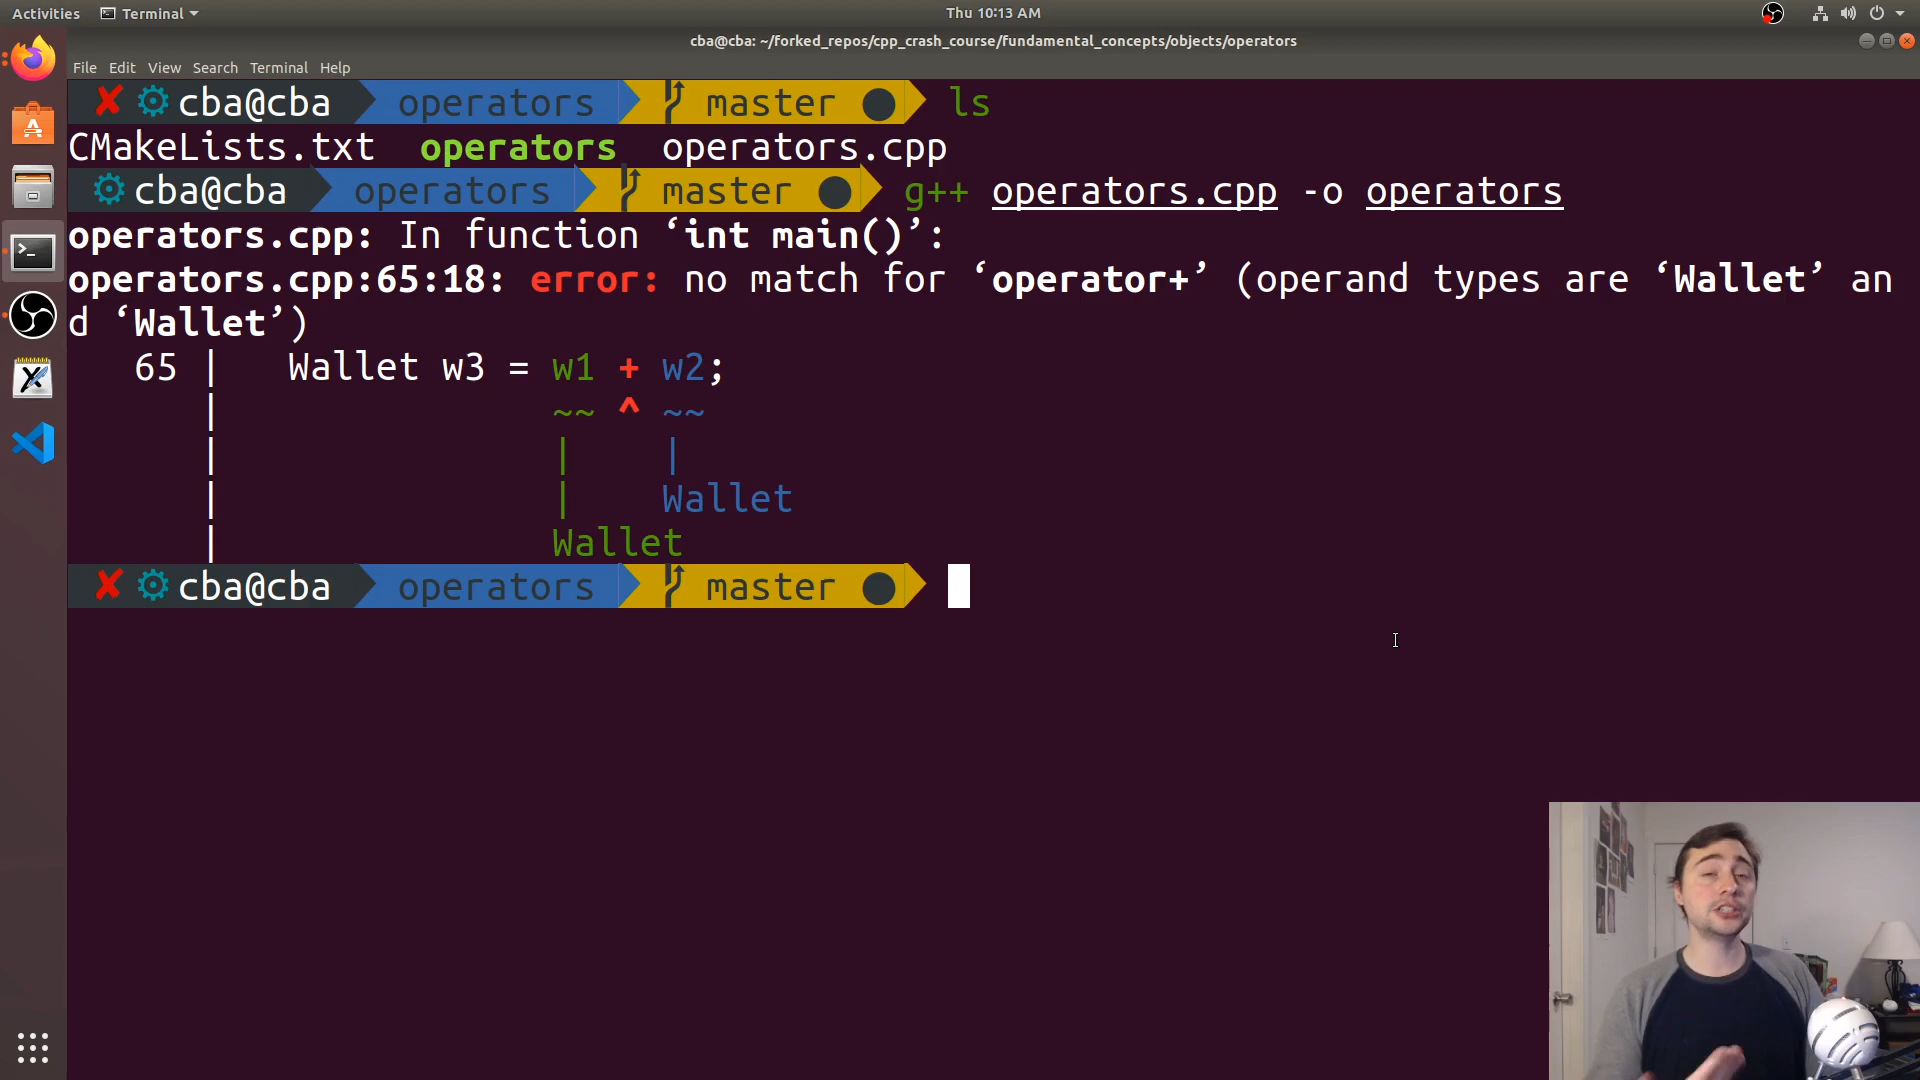 Activities Terminal Thu 10:13 AM
cba@cba: ~/forked_repos/cpp_crash_course/fundamental_concepts/objects/operators
File Edit View Search Terminal Help
✘ ⚙ cba@cba operators master ● ls
CMakeLists.txt operators operators.cpp
⚙ cba@cba operators master ● g++ operators.cpp -o operators
operators.cpp: In function ‘int main()’:
operators.cpp:65:18: error: no match for ‘operator+’ (operand types are ‘Wallet’ an
d ‘Wallet’)
65 | Wallet w3 = w1 + w2;
| ~~ ^ ~~
| | |
| | Wallet
| Wallet
✘ ⚙ cba@cba operators master ●